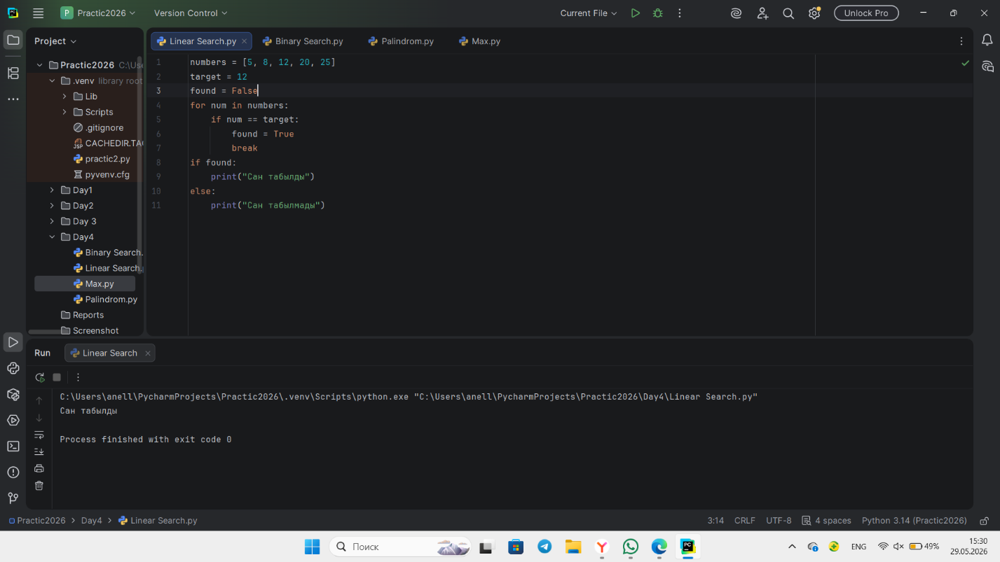 PC
P Practic2026
Version Control
Current File
Unlock Pro
Project
Linear Search.py
Binary Search.py
Palindrom.py
Max.py
Practic2026 C:\Use
.venv library root
Lib
Scripts
.gitignore
JSP CACHEDIR.TAG
practic2.py
pyvenv.cfg
Day1
Day2
Day 3
Day4
Binary Search.
Linear Search.p
Max.py
Palindrom.py
Reports
Screenshot
1 numbers = [5, 8, 12, 20, 25]
2 target = 12
3 found = False
4 for num in numbers:
5 if num == target:
6 found = True
7 break
8 if found:
9 print("Сан табылды")
10 else:
11 print("Сан табылмады")
Run
Linear Search
C:\Users\anell\PycharmProjects\Practic2026\.venv\Scripts\python.exe "C:\Users\anell\PycharmProjects\Practic2026\Day4\Linear Search.py"
Сан табылды
Process finished with exit code 0
Practic2026 > Day4 > Linear Search.py
3:14 CRLF UTF-8 4 spaces Python 3.14 (Practic2026)
Поиск
PC
ENG
49%
15:30
29.05.2026